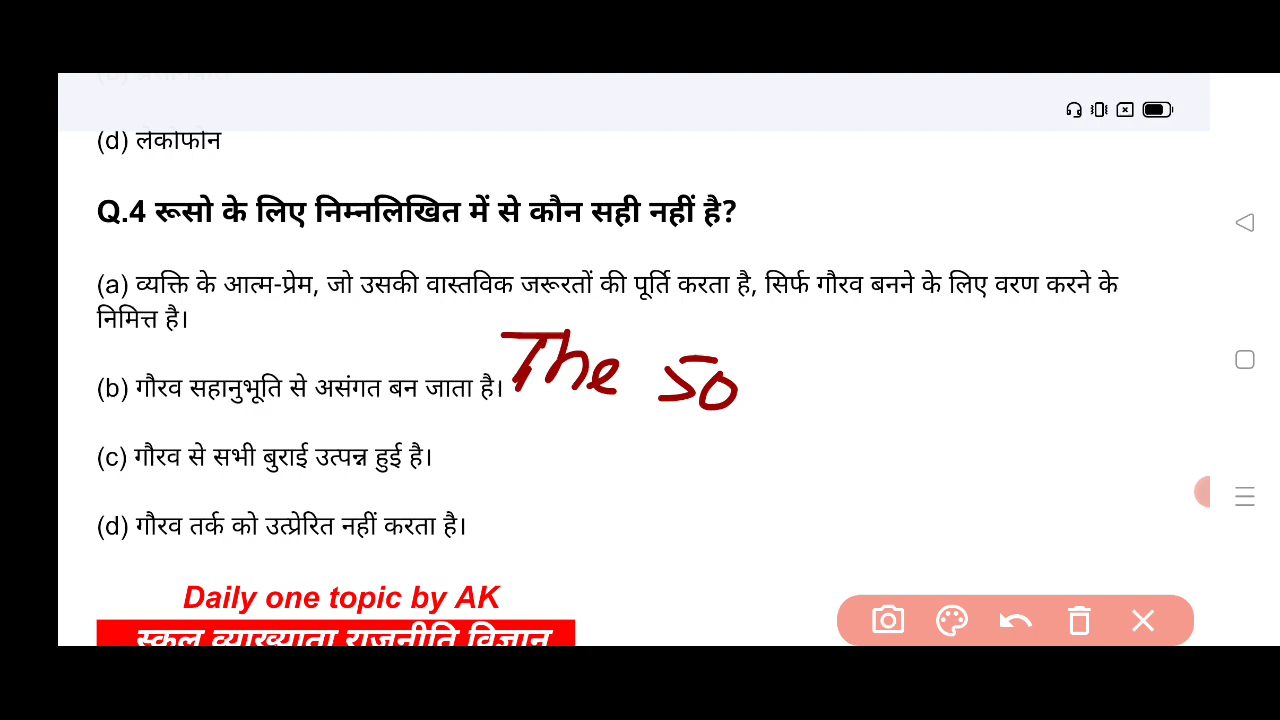 (d) लेकोफोन
Q.4 रूसो के लिए निम्नलिखित में से कौन सही नहीं है?
(a) व्यक्ति के आत्म-प्रेम, जो उसकी वास्तविक जरूरतों की पूर्ति करता है, सिर्फ गौरव बनने के लिए वरण करने के
निमित्त है।
The so
(b) गौरव सहानुभूति से असंगत बन जाता है।
(c) गौरव से सभी बुराई उत्पन्न हुई है।
(d) गौरव तर्क को उत्प्रेरित नहीं करता है।
Daily one topic by AK
स्कूल व्याख्याता राजनीति विज्ञान